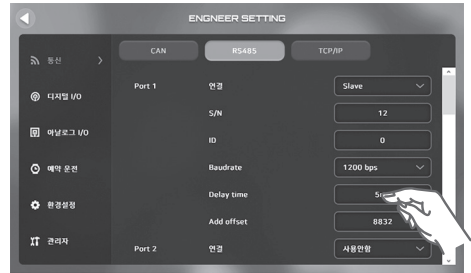 ENGNEER SETTING
통신
디지털 I/O
아날로그 I/O
예약 운전
환경설정
관리자
CAN RS485 TCP/IP
Port 1 연결 Slave
S/N 12
ID 0
Baudrate 1200 bps
Delay time
Add offset 8832
Port 2 연결 사용안함